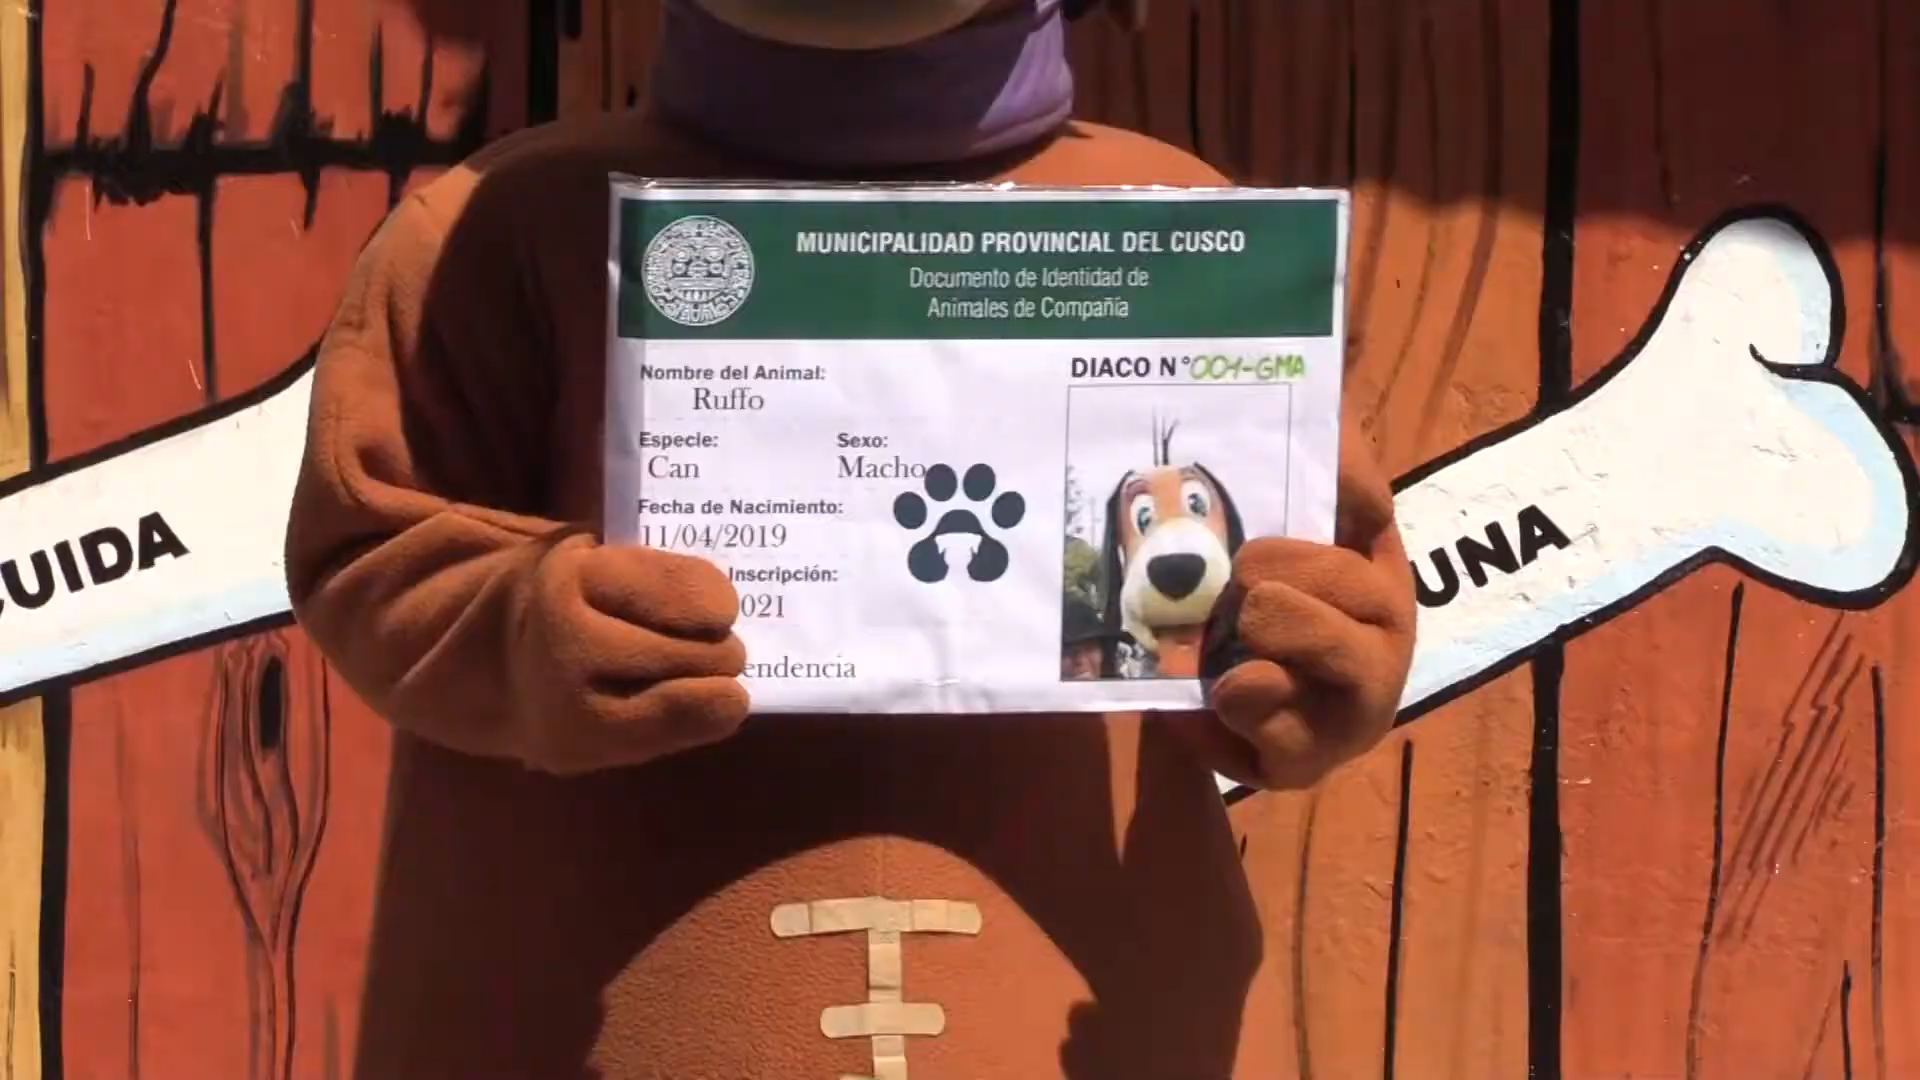 MUNICIPALIDAD PROVINCIAL DEL CUSCO
Documento de Identidad de
Animales de Compañía
DIACO N° 001-GMA
Nombre del Animal:
Ruffo
Especie: Sexo:
Can Macho
Fecha de Nacimiento:
11/04/2019
Inscripción:
021
endencia
UIDA
UNA